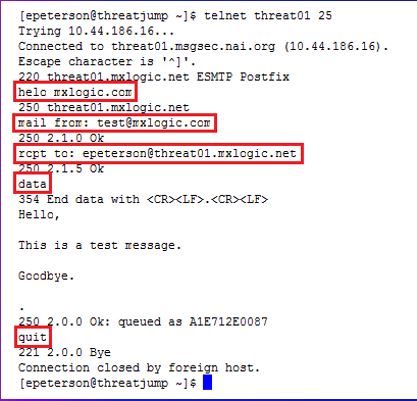 [epeterson@threatjump ~]$ telnet threat01 25
Trying 10.44.186.16...
Connected to threat01.msgsec.nai.org (10.44.186.16).
Escape character is '^]'.
220 threat01.mxlogic.net ESMTP Postfix
helo mxlogic.com
250 threat01.mxlogic.net
mail from: test@mxlogic.com
250 2.1.0 Ok
rcpt to: epeterson@threat01.mxlogic.net
250 2.1.5 Ok
data
354 End data with <CR><LF>.<CR><LF>
Hello,
This is a test message.
Goodbye.
.
250 2.0.0 Ok: queued as A1E712E0087
quit
221 2.0.0 Bye
Connection closed by foreign host.
[epeterson@threatjump ~]$